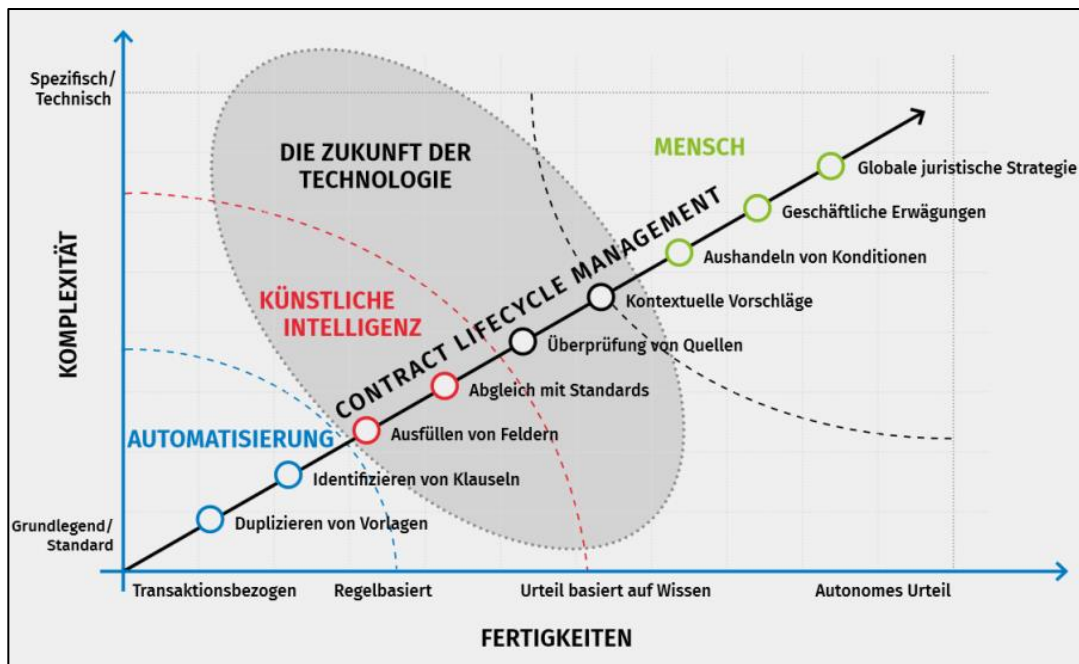 Spezifisch/
Technisch
DIE ZUKUNFT DER
TECHNOLOGIE
MENSCH
Globale juristische Strategie
Geschäftliche Erwägungen
Aushandeln von Konditionen
CONTRACT LIFECYCLE MANAGEMENT
KOMPLEXITÄT
KÜNSTLICHE
INTELLIGENZ
Kontextuelle Vorschläge
Überprüfung von Quellen
Abgleich mit Standards
AUTOMATISIERUNG
Ausfüllen von Feldern
Identifizieren von Klauseln
Duplizieren von Vorlagen
Grundlegend/
Standard
Transaktionsbezogen
Regelbasiert
Urteil basiert auf Wissen
Autonomes Urteil
FERTIGKEITEN